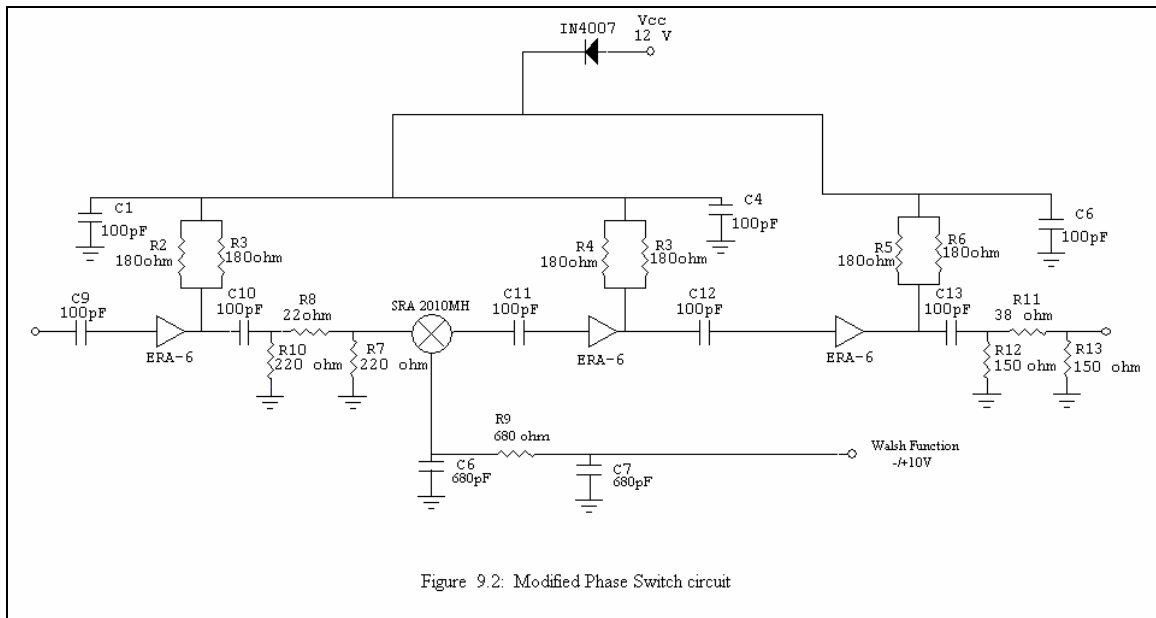 IN4007
Vcc
12 V
C1
100pF
R2
180ohm
R3
180ohm
R4
180ohm
R3
180ohm
C4
100pF
R5
180ohm
R6
180ohm
C6
100pF
C9
100pF
ERA-6
C10
100pF
R8
22ohm
R10
220 ohm
R7
220 ohm
SRA 2010MH
C11
100pF
ERA-6
C12
100pF
ERA-6
C13
100pF
R11
38 ohm
R12
150 ohm
R13
150 ohm
R9
680 ohm
C6
680pF
C7
680pF
Walsh Function
-/+10V
Figure 9.2: Modified Phase Switch circuit